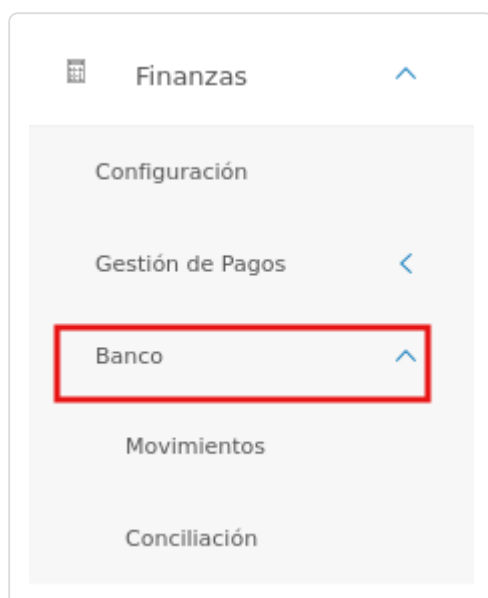 Finanzas
Configuración
Gestión de Pagos
Banco
Movimientos
Conciliación